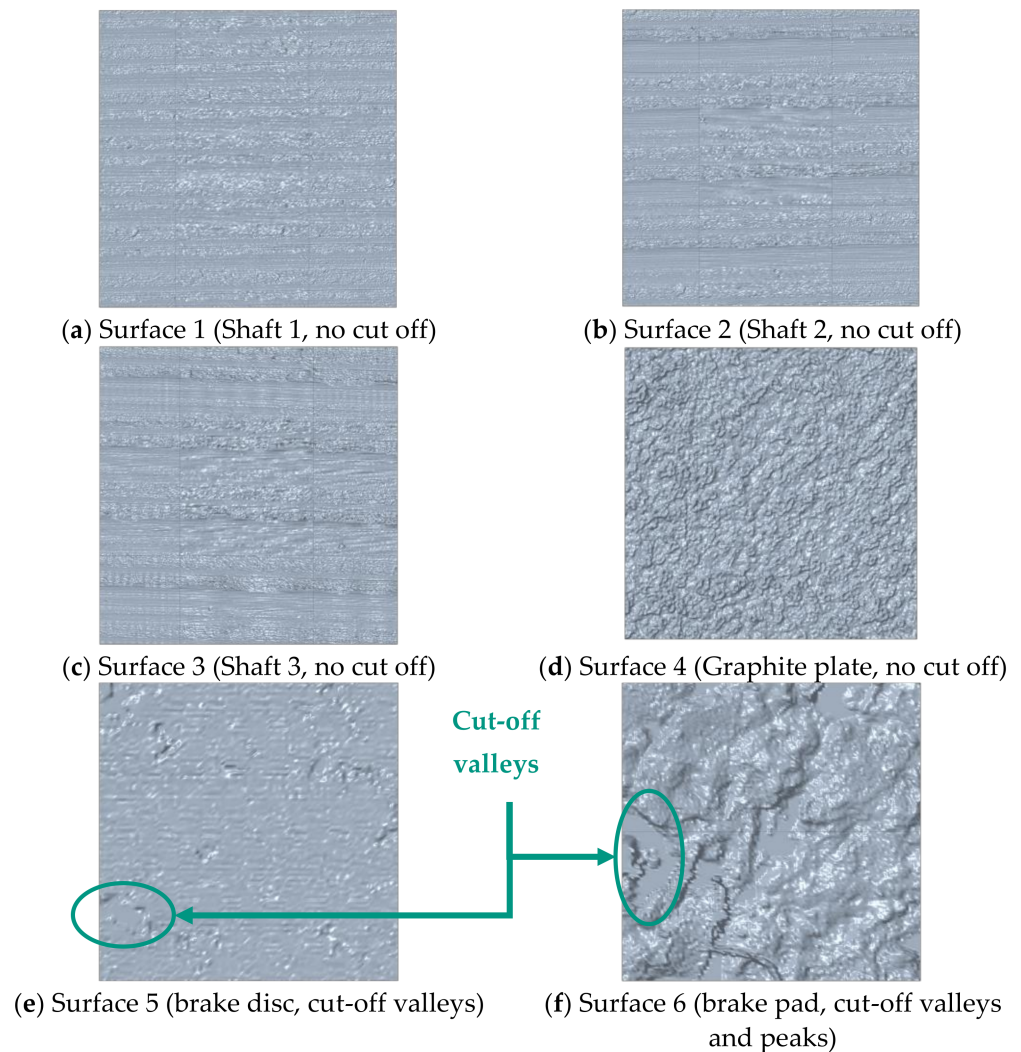 (a) Surface 1 (Shaft 1, no cut off)
(b) Surface 2 (Shaft 2, no cut off)
(c) Surface 3 (Shaft 3, no cut off)
(d) Surface 4 (Graphite plate, no cut off)
Cut-off
valleys
(e) Surface 5 (brake disc, cut-off valleys)
(f) Surface 6 (brake pad, cut-off valleys
and peaks)